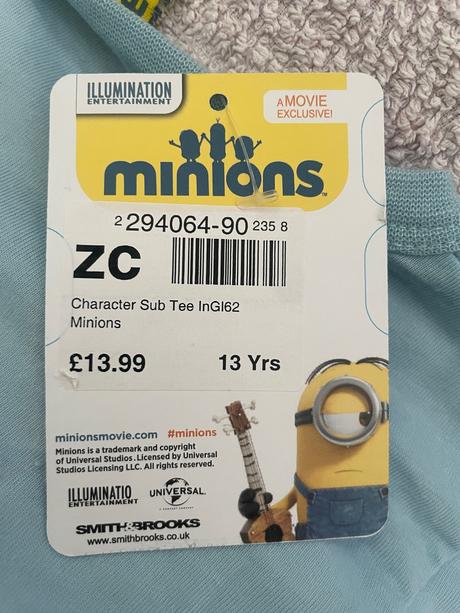 ILLUMINATION
ENTERTAINMENT
A MOVIE
EXCLUSIVE!
minions™
2 294064-90 235 8
ZC
Character Sub Tee InGl62
Minions
£13.99 13 Yrs
minionsmovie.com #minions
Minions is a trademark and copyright
of Universal Studios. Licensed by Universal
Studios Licensing LLC. All rights reserved.
ILLUMINATIO
ENTERTAINMENT
UNIVERSAL
SMITH&BROOKS
www.smithbrooks.co.uk